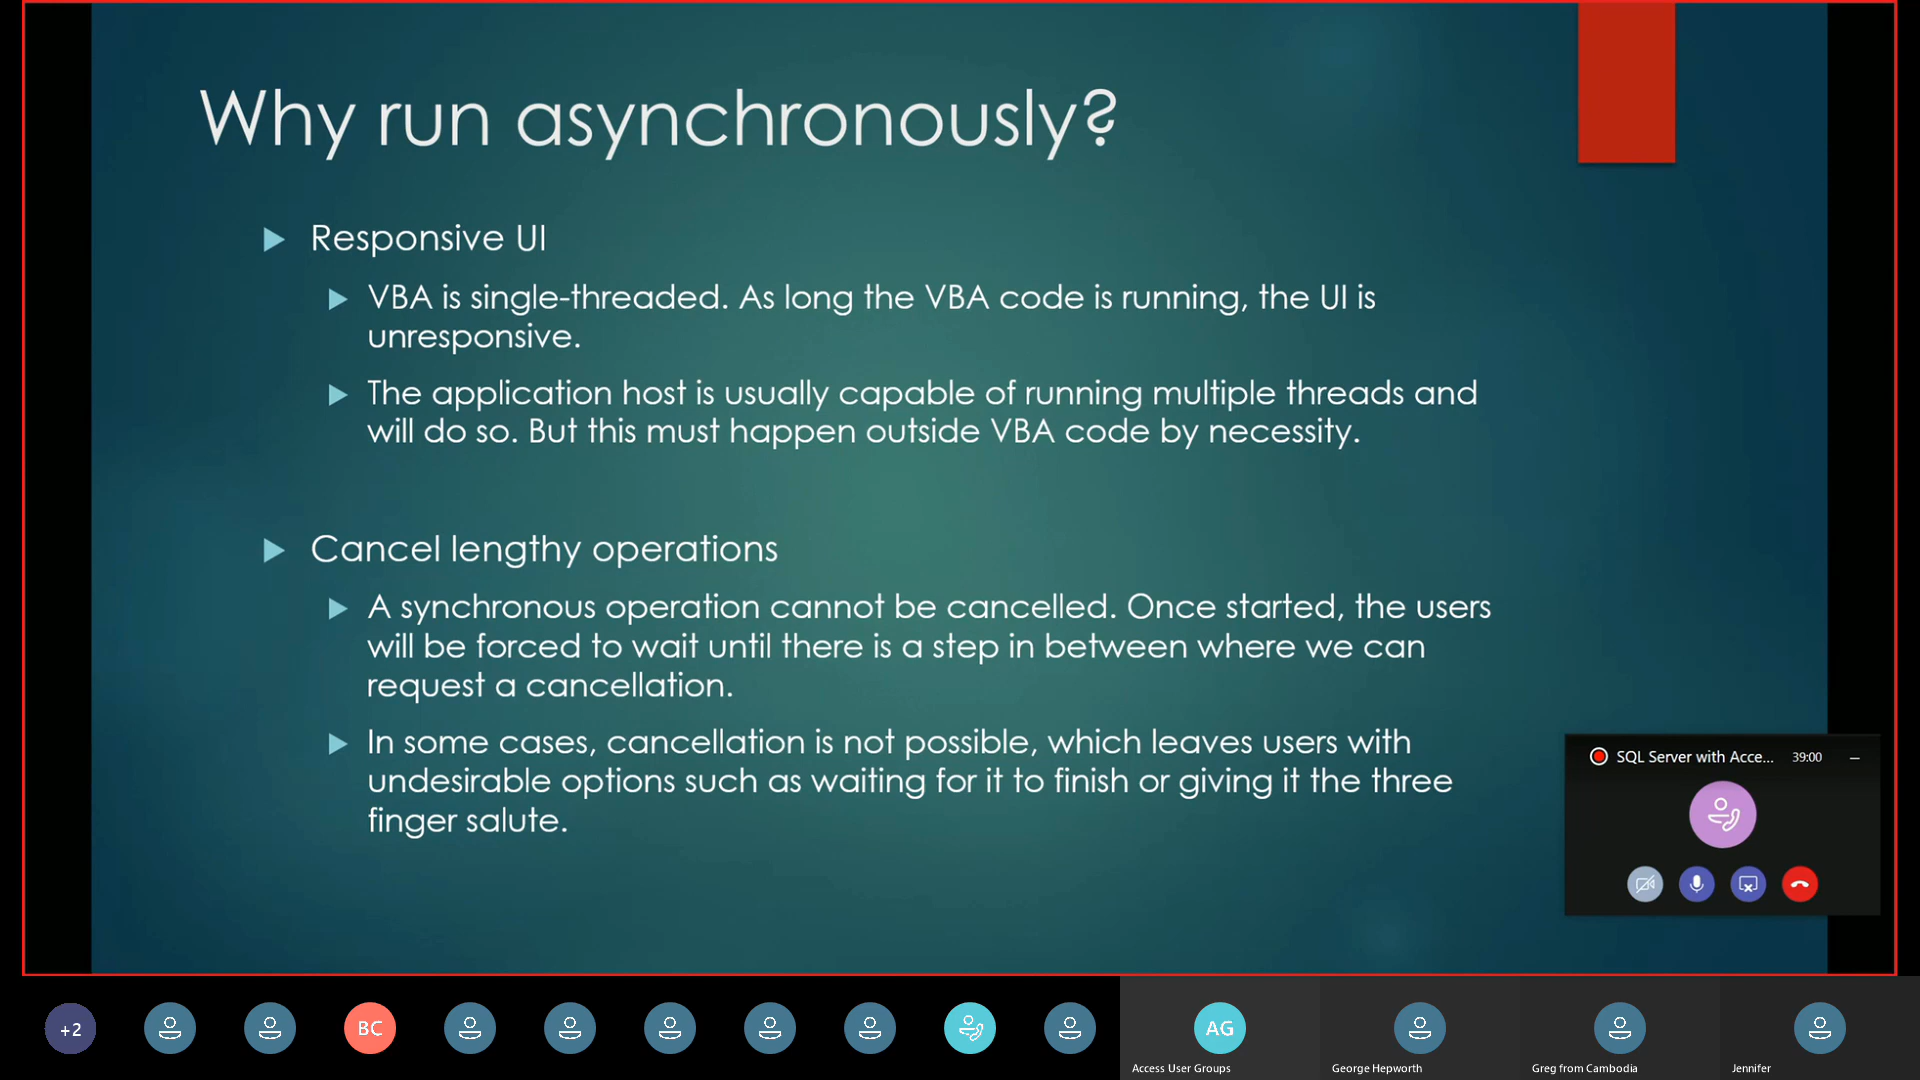 Why run asynchronously?
Responsive UI
VBA is single-threaded. As long the VBA code is running, the UI is
unresponsive.
The application host is usually capable of running multiple threads and
will do so. But this must happen outside VBA code by necessity.
Cancel lengthy operations
A synchronous operation cannot be cancelled. Once started, the users
will be forced to wait until there is a step in between where we can
request a cancellation.
In some cases, cancellation is not possible, which leaves users with
undesirable options such as waiting for it to finish or giving it the three
finger salute.
SQL Server with Acce... 39:00
+2
BC
AG
Access User Groups
George Hepworth
Greg from Cambodia
Jennifer